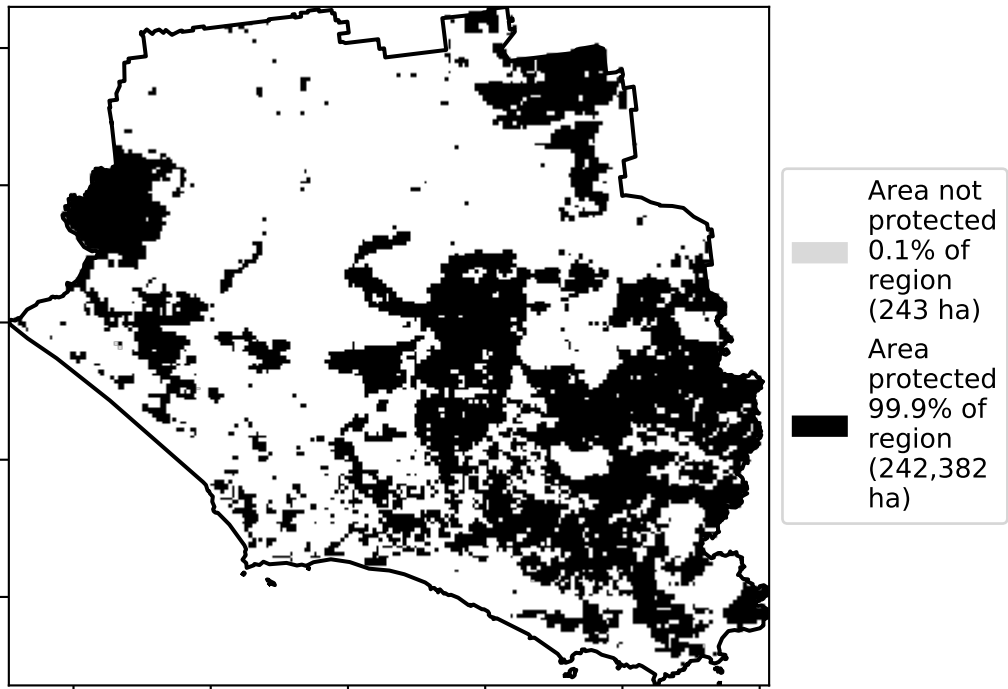 Area not
protected
0.1% of
region
(243 ha)
Area
protected
99.9% of
region
(242,382
ha)